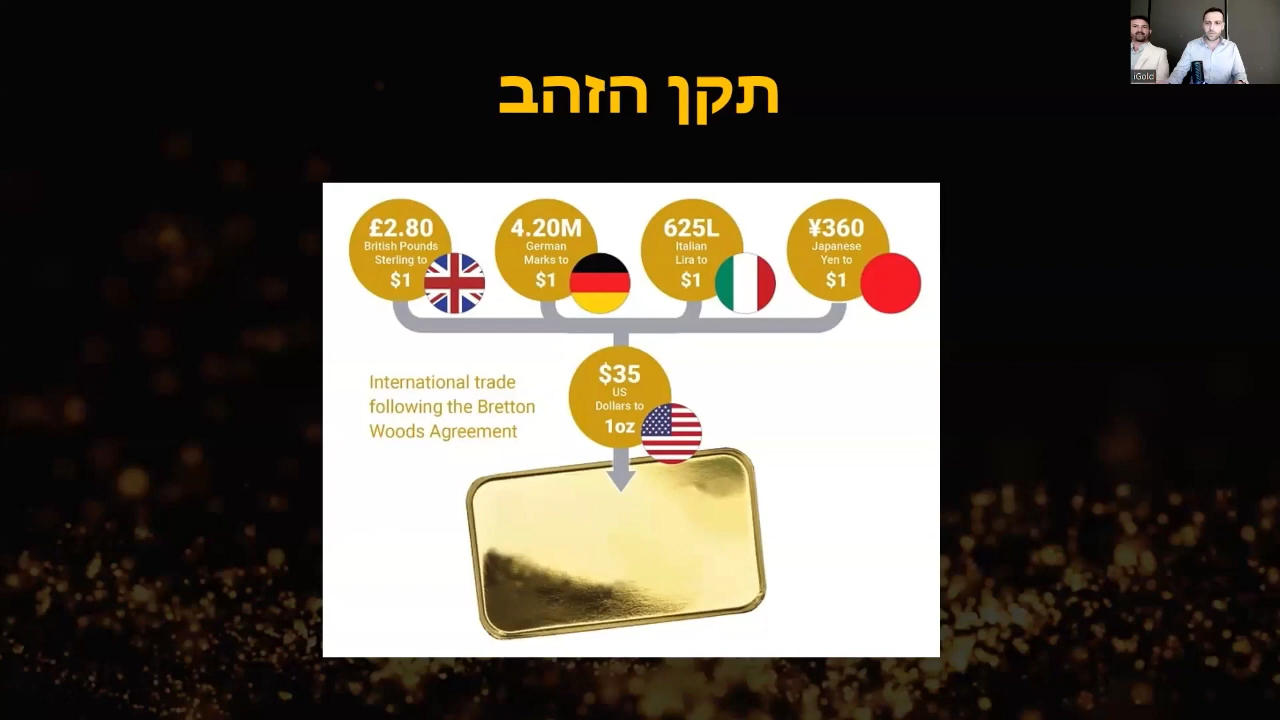 תקן הזהב
iGold
£2.80
British Pounds
Sterling to
$1
4.20M
German
Marks to
$1
625L
Italian
Lira to
$1
¥360
Japanese
Yen to
$1
International trade
following the Bretton
Woods Agreement
$35
US
Dollars to
1oz